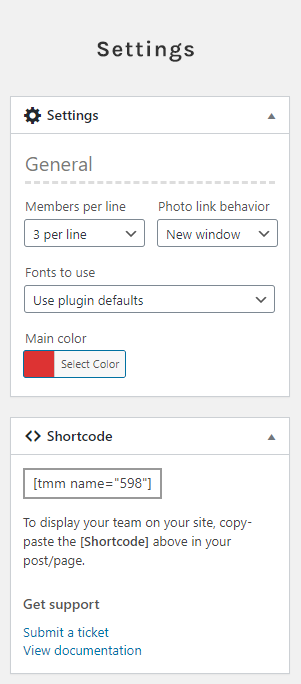 Settings
Settings
General
Members per line
Photo link behavior
3 per line
New window
Fonts to use
Use plugin defaults
Main color
Select Color
Shortcode
[tmm name="598"]
To display your team on your site, copy-
paste the [Shortcode] above in your
post/page.
Get support
Submit a ticket
View documentation